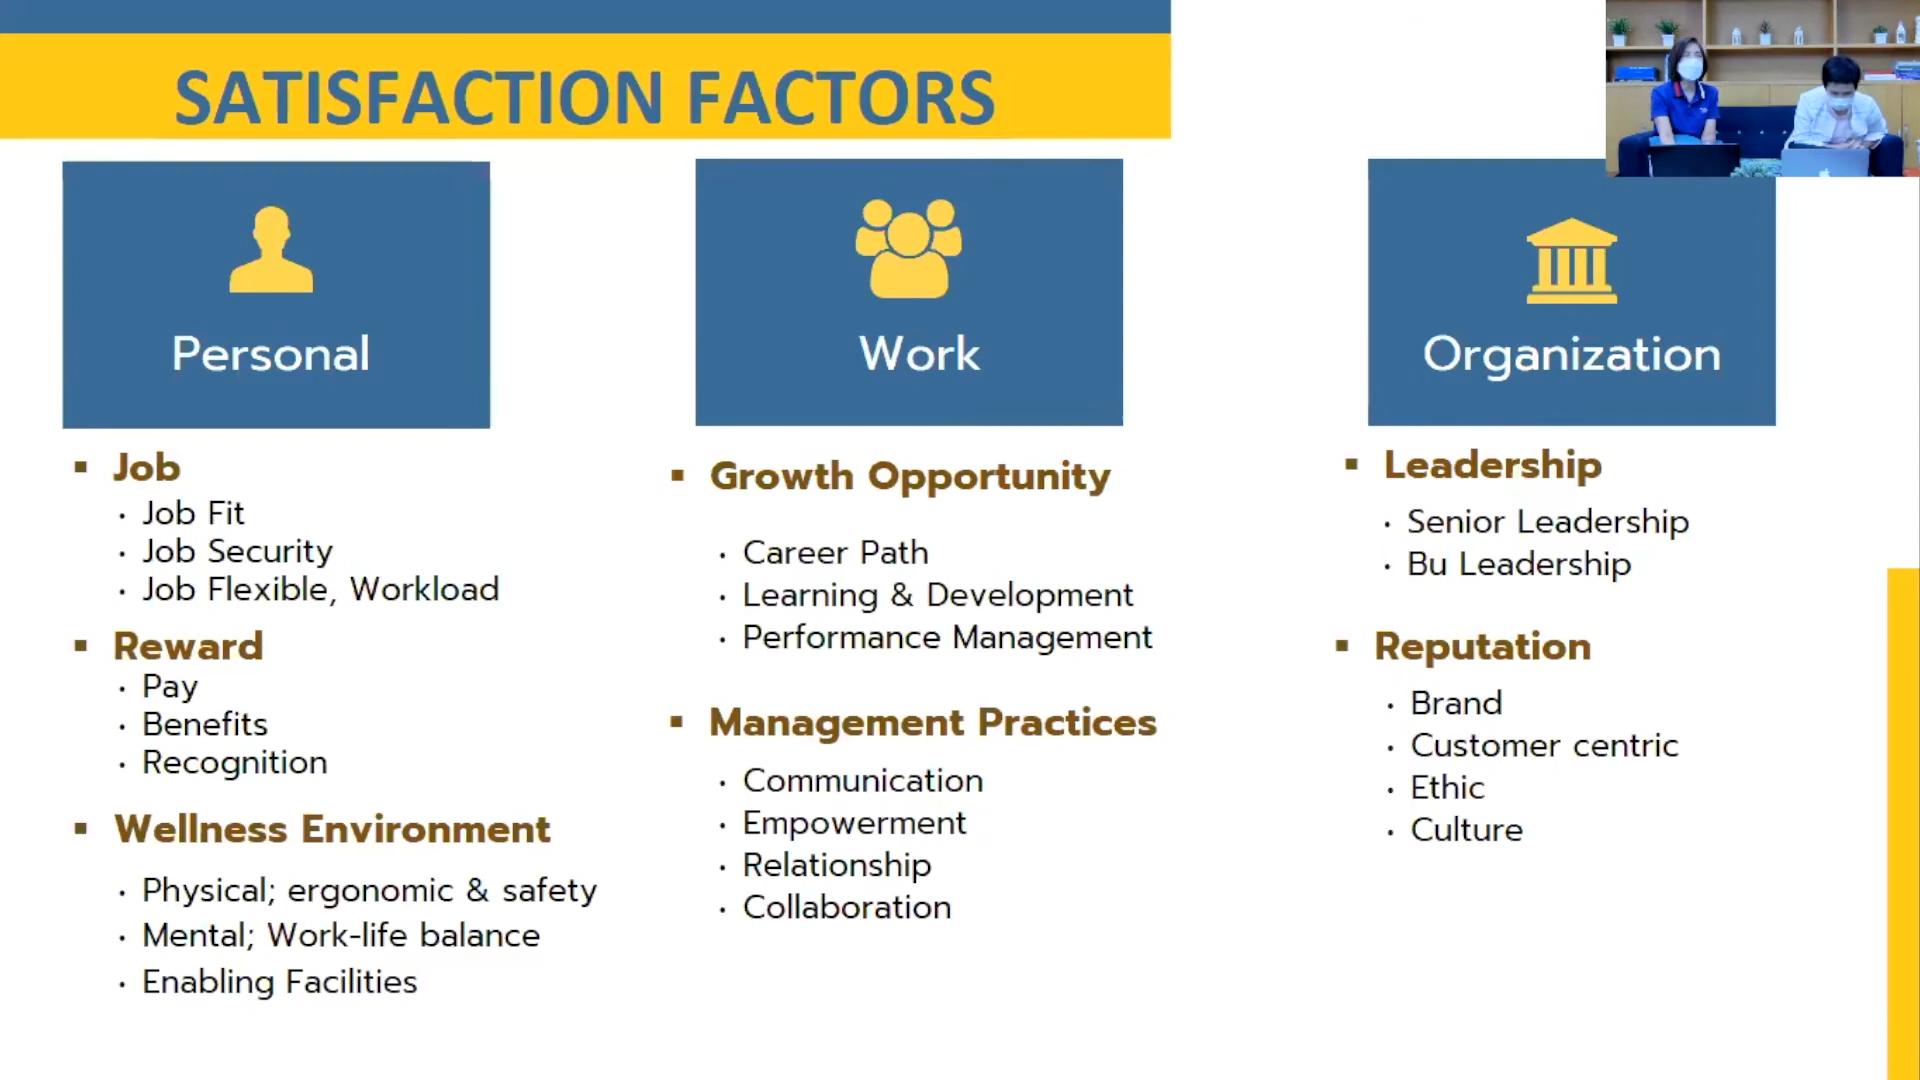 SATISFACTION FACTORS
Personal
Job
Job Fit
Job Security
Job Flexible, Workload
Reward
Pay
Benefits
Recognition
Wellness Environment
Physical; ergonomic & safety
Mental; Work-life balance
Enabling Facilities
Work
Growth Opportunity
Career Path
Learning & Development
Performance Management
Management Practices
Communication
Empowerment
Relationship
Collaboration
Organization
Leadership
Senior Leadership
Bu Leadership
Reputation
Brand
Customer centric
Ethic
Culture